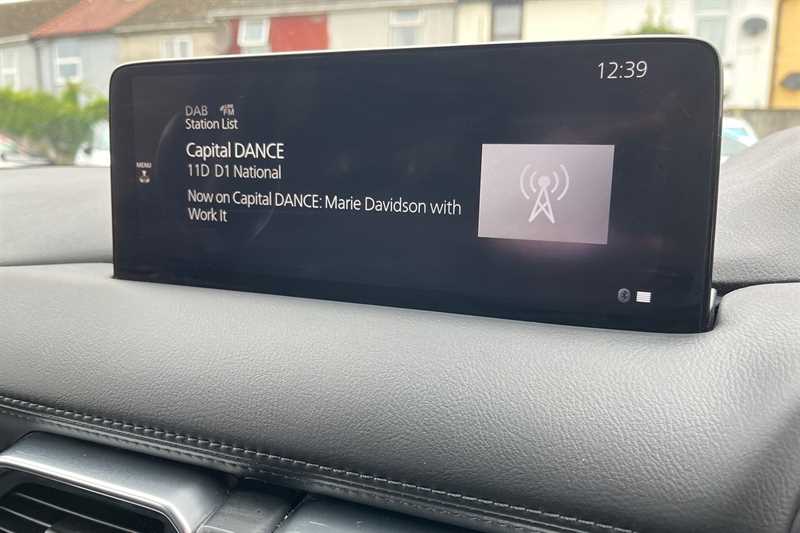 12:39
DAB
FM
Station List
Capital DANCE
11D D1 National
MENU
Now on Capital DANCE: Marie Davidson with
Work It